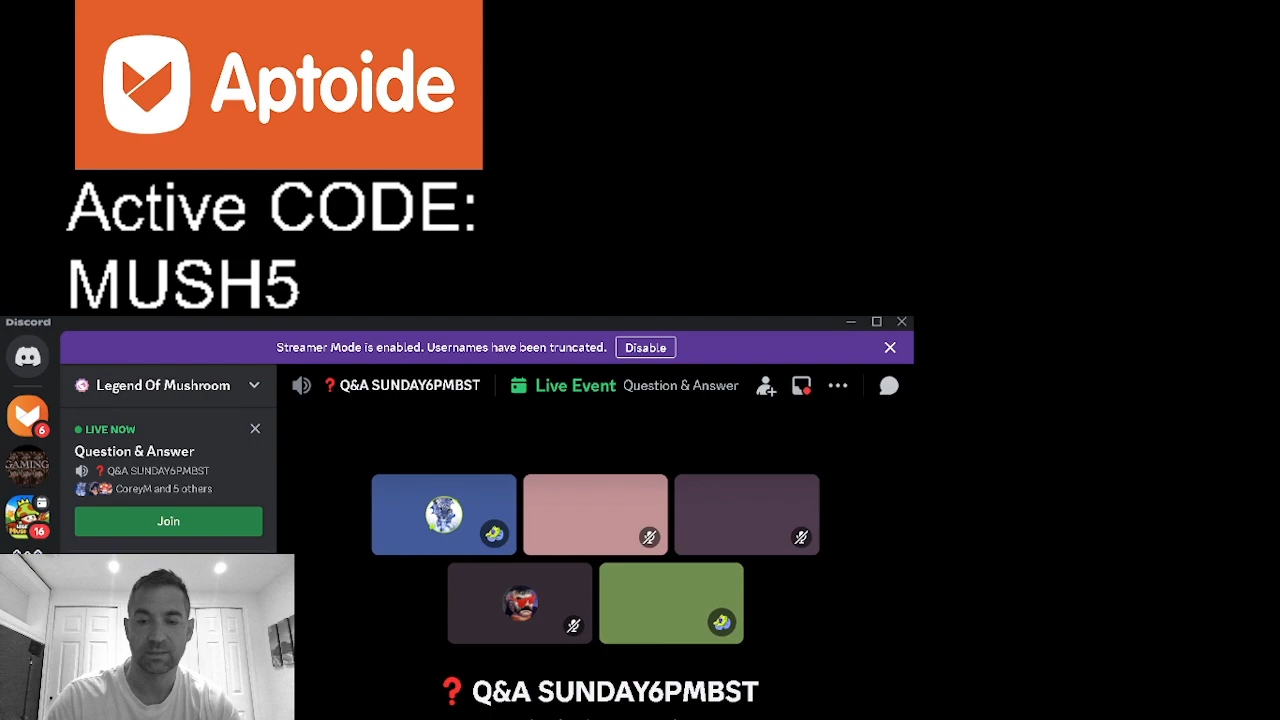 Aptoide
Active CODE:
MUSH5
Discord
Streamer Mode is enabled. Usernames have been truncated. Disable
Legend Of Mushroom
❓ Q&A SUNDAY6PMBST
Live Event Question & Answer
LIVE NOW
Question & Answer
❓ Q&A SUNDAY6PMBST
CoreyM and 5 others
Join
6
GAMING
16
❓ Q&A SUNDAY6PMBST